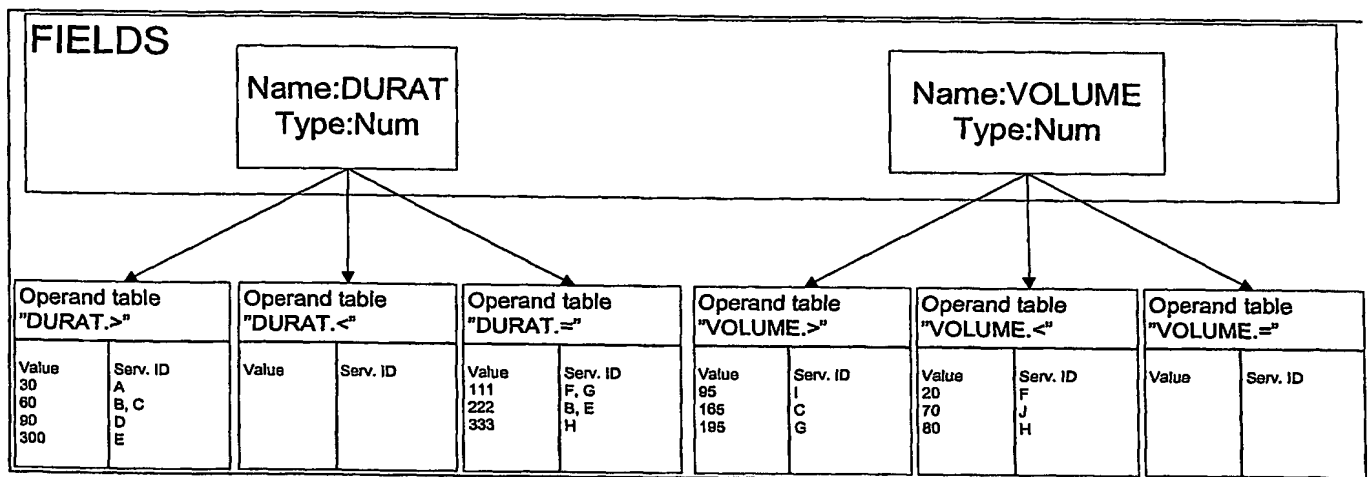 FIELDS
Name:DURAT
Type:Num
Name:VOLUME
Type:Num
Operand table
"DURAT.>"
Value Serv. ID
30 A
60 B, C
90 D
300 E
Operand table
"DURAT.<"
Value Serv. ID
Operand table
"DURAT.="
Value Serv. ID
111 F, G
222 B, E
333 H
Operand table
"VOLUME.>"
Value Serv. ID
95 I
165 C
195 G
Operand table
"VOLUME.<"
Value Serv. ID
20 F
70 J
80 H
Operand table
"VOLUME.="
Value Serv. ID